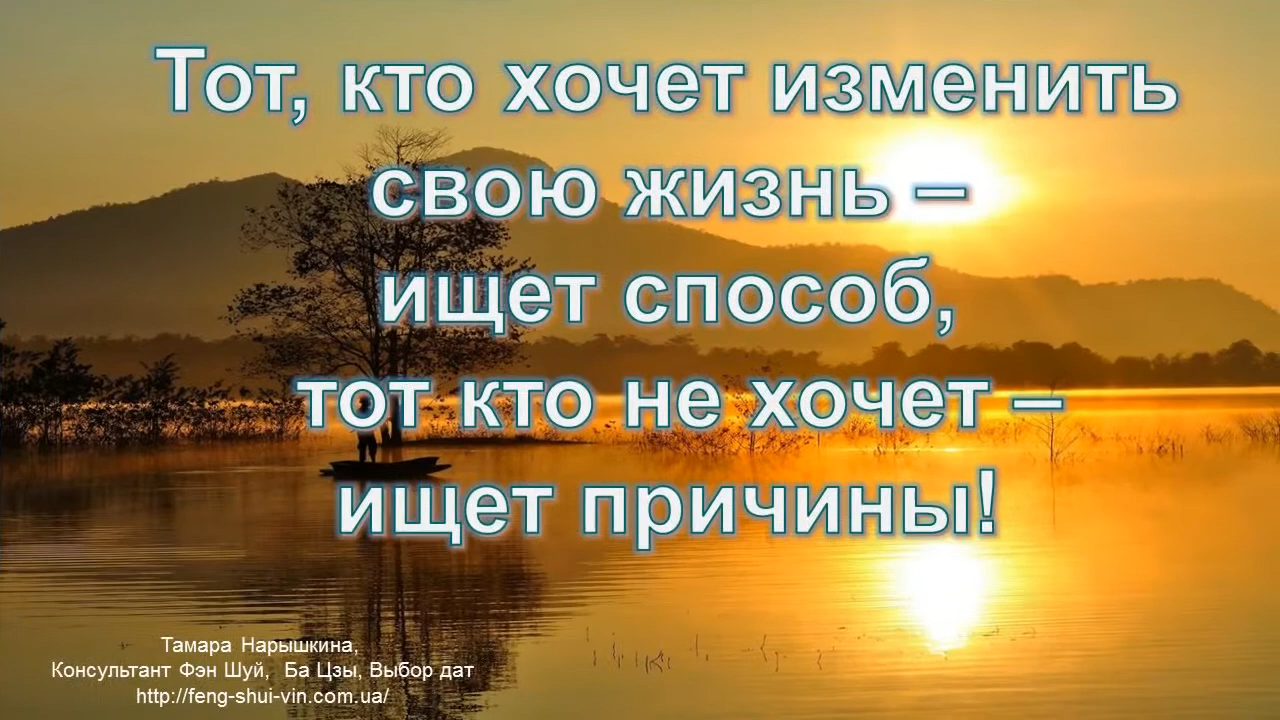 Тот, кто хочет изменить
свою жизнь –
ищет способ,
тот кто не хочет –
ищет причины!
Тамара Нарышкина,
Консультант Фэн Шуй, Ба Цзы, Выбор дат
http://feng-shui-vin.com.ua/